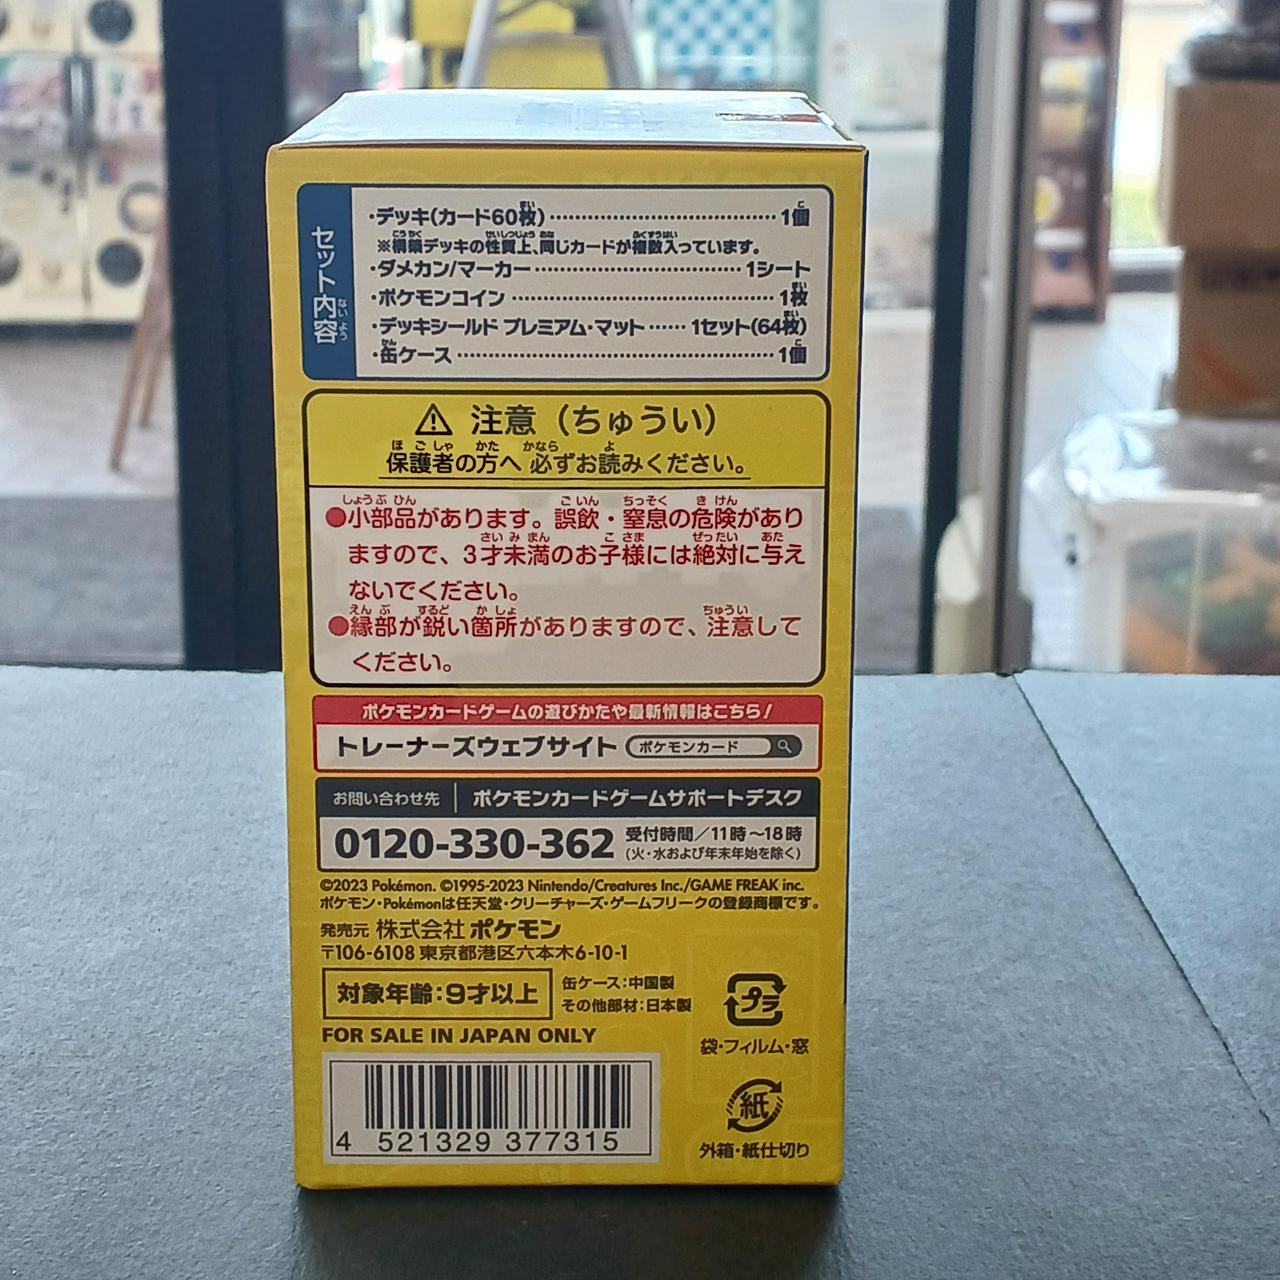 セット内容
ないよう
・デッキ(カード60枚)……1個
※構築デッキの性質上、同じカードが複数入っています。
・ダメカン/マーカー……1シート
・ポケモンコイン……1枚
・デッキシールド プレミアム・マット……1セット(64枚)
・缶ケース……1個
⚠ 注意(ちゅうい)
保護者の方へ 必ずお読みください。
●小部品があります。誤飲・窒息の危険があり
ますので、3才未満のお子様には絶対に与え
ないでください。
●縁部が鋭い箇所がありますので、注意して
ください。
ポケモンカードゲームの遊びかたや最新情報はこちら!
トレーナーズウェブサイト ポケモンカード
お問い合わせ先 ポケモンカードゲームサポートデスク
0120-330-362 受付時間/11時~18時
(火・水および年末年始を除く)
©2023 Pokémon. ©1995-2023 Nintendo/Creatures Inc./GAME FREAK inc.
ポケモン・Pokémonは任天堂・クリーチャーズ・ゲームフリークの登録商標です。
発売元 株式会社ポケモン
〒106-6108 東京都港区六本木6-10-1
対象年齢:9才以上
缶ケース:中国製
その他部材:日本製
プラ
袋・フィルム・窓
FOR SALE IN JAPAN ONLY
4 521329 377315
紙
外箱・紙仕切り